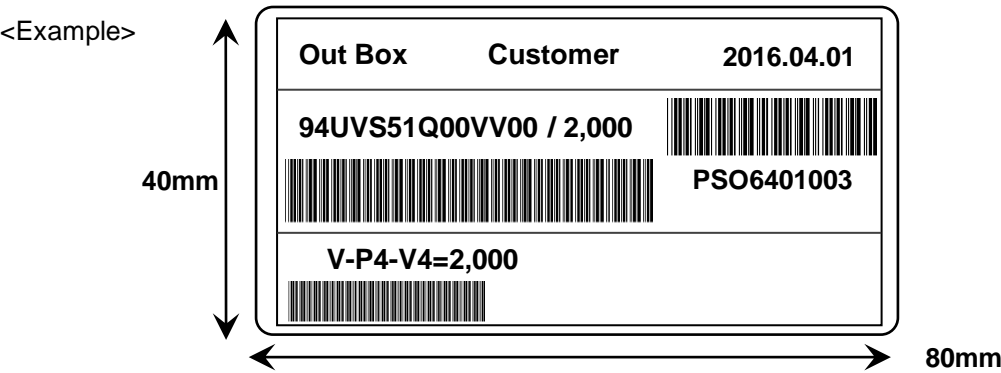 <Example>
Out Box Customer 2016.04.01
94UVS51Q00VV00 / 2,000
40mm
PSO6401003
V-P4-V4=2,000
80mm